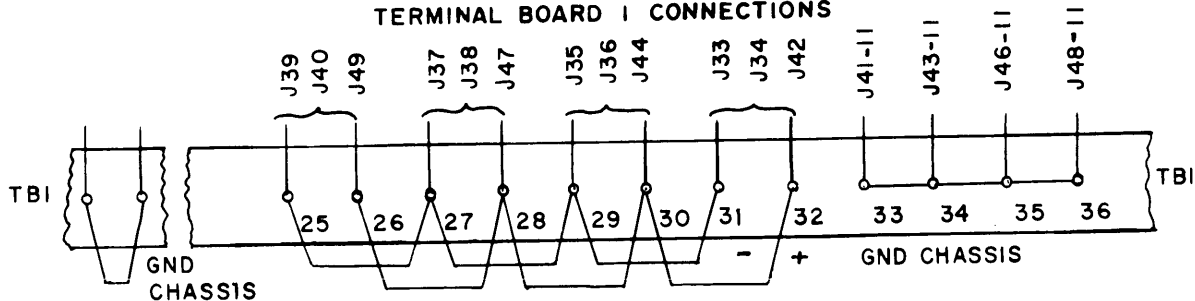 TERMINAL BOARD 1 CONNECTIONS
J39 J40 J49 J37 J38 J47 J35 J36 J44 J33 J34 J42 J41-11 J43-11 J46-11 J48-11
TB1 TB1
25 26 27 28 29 30 31 32 33 34 35 36
- + GND CHASSIS
GND
CHASSIS